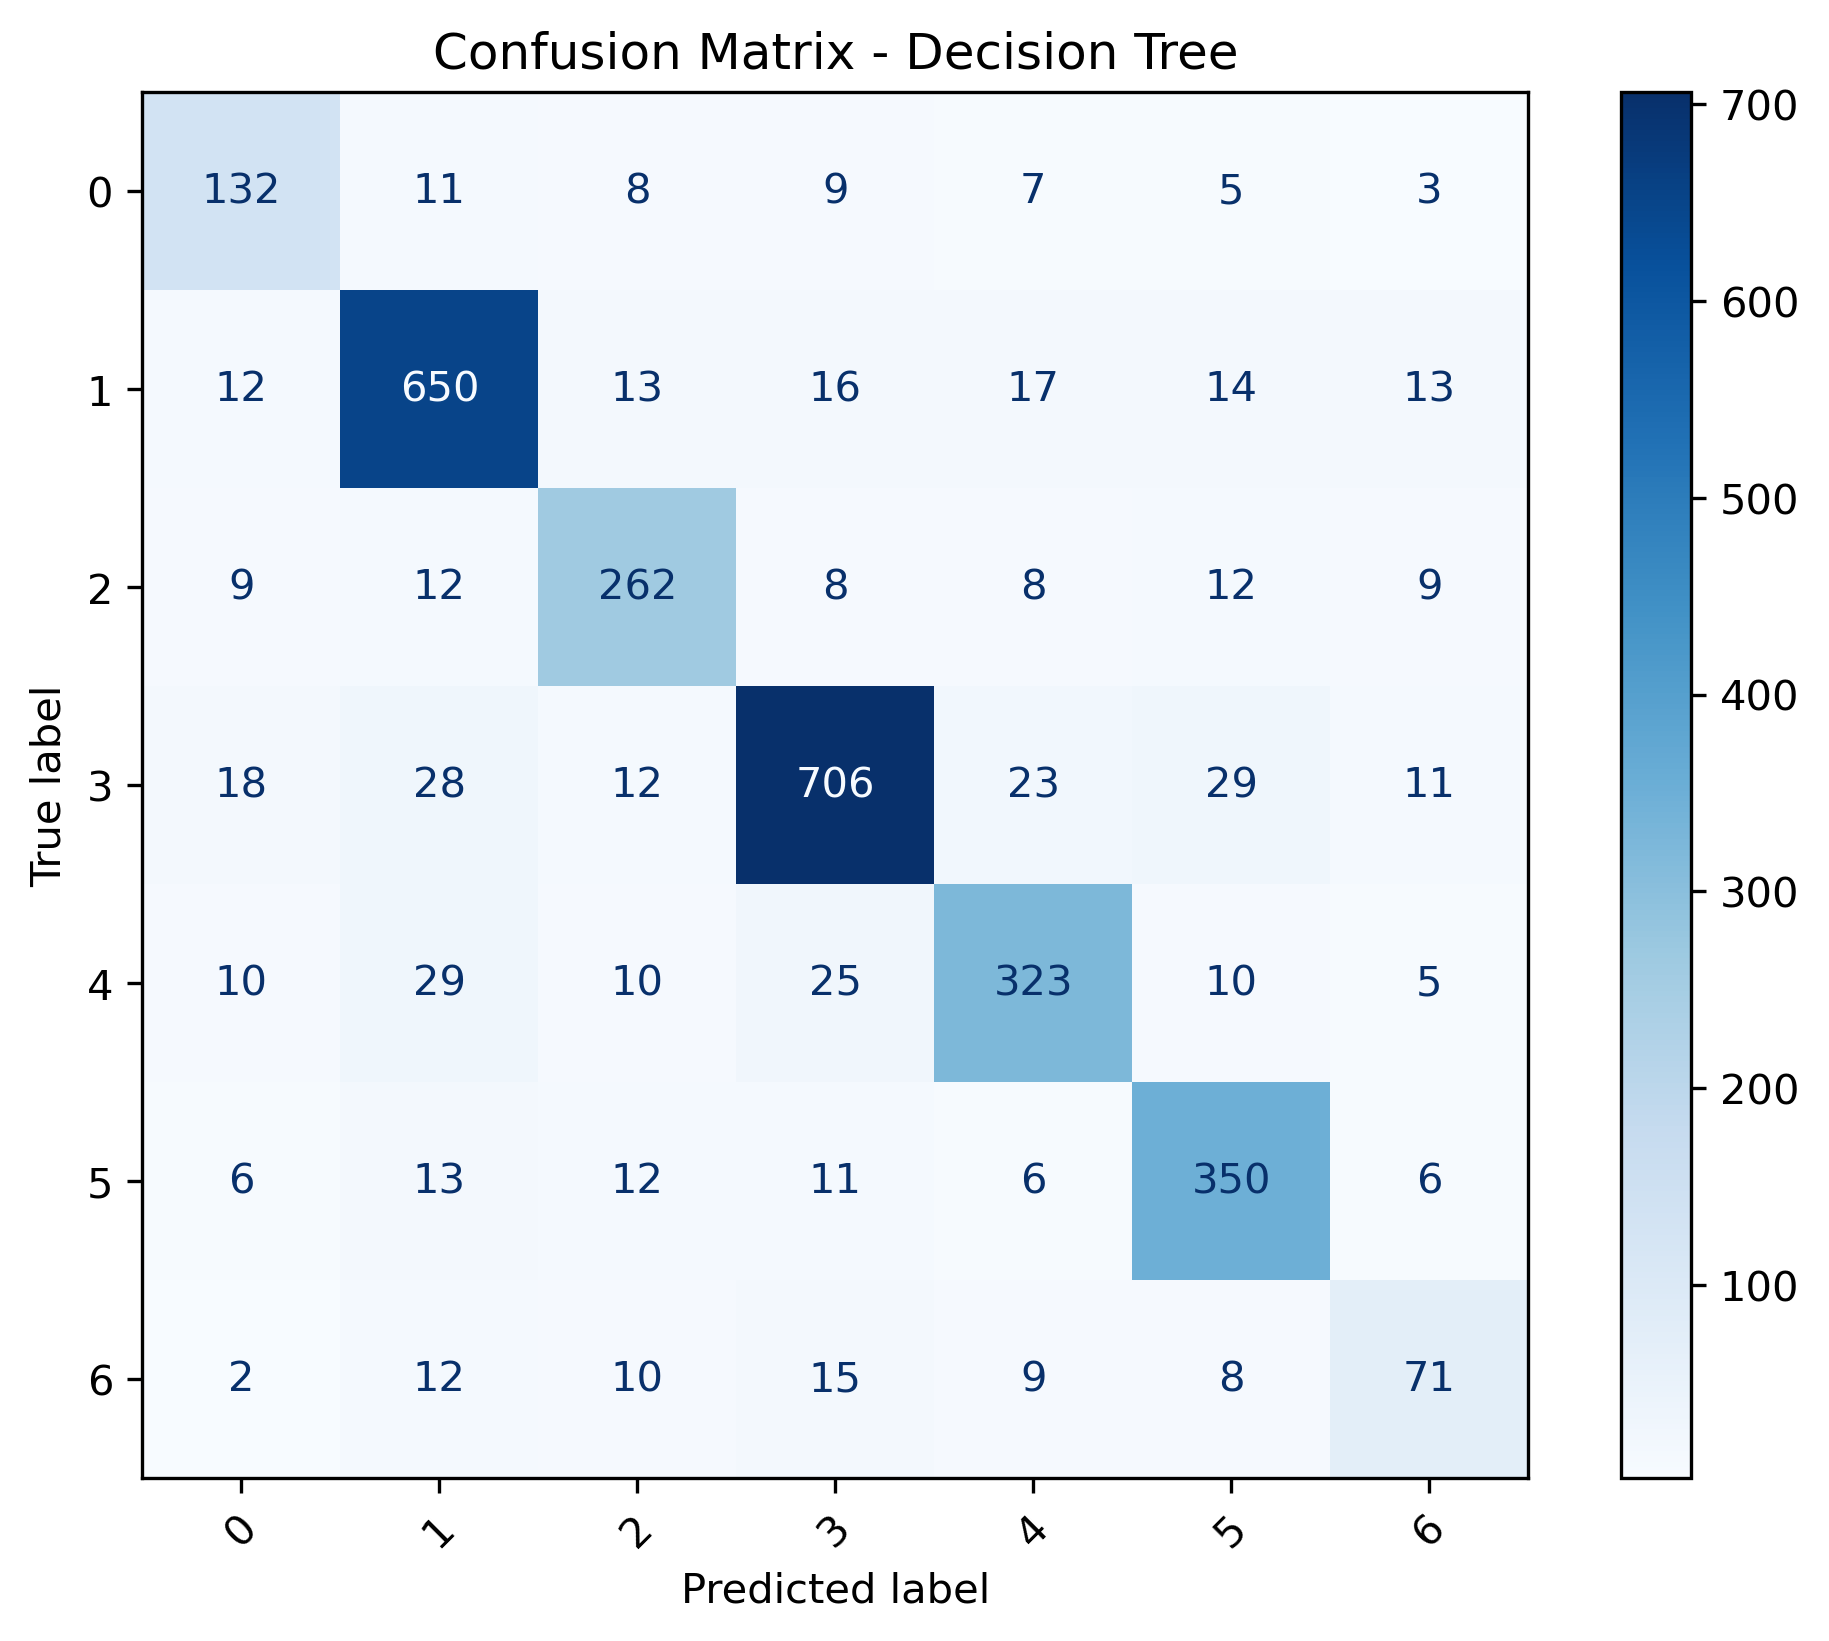 Confusion Matrix - Decision Tree
True label
0 132 11 8 9 7 5 3
1 12 650 13 16 17 14 13
2 9 12 262 8 8 12 9
3 18 28 12 706 23 29 11
4 10 29 10 25 323 10 5
5 6 13 12 11 6 350 6
6 2 12 10 15 9 8 71
0 1 2 3 4 5 6
Predicted label
700
600
500
400
300
200
100